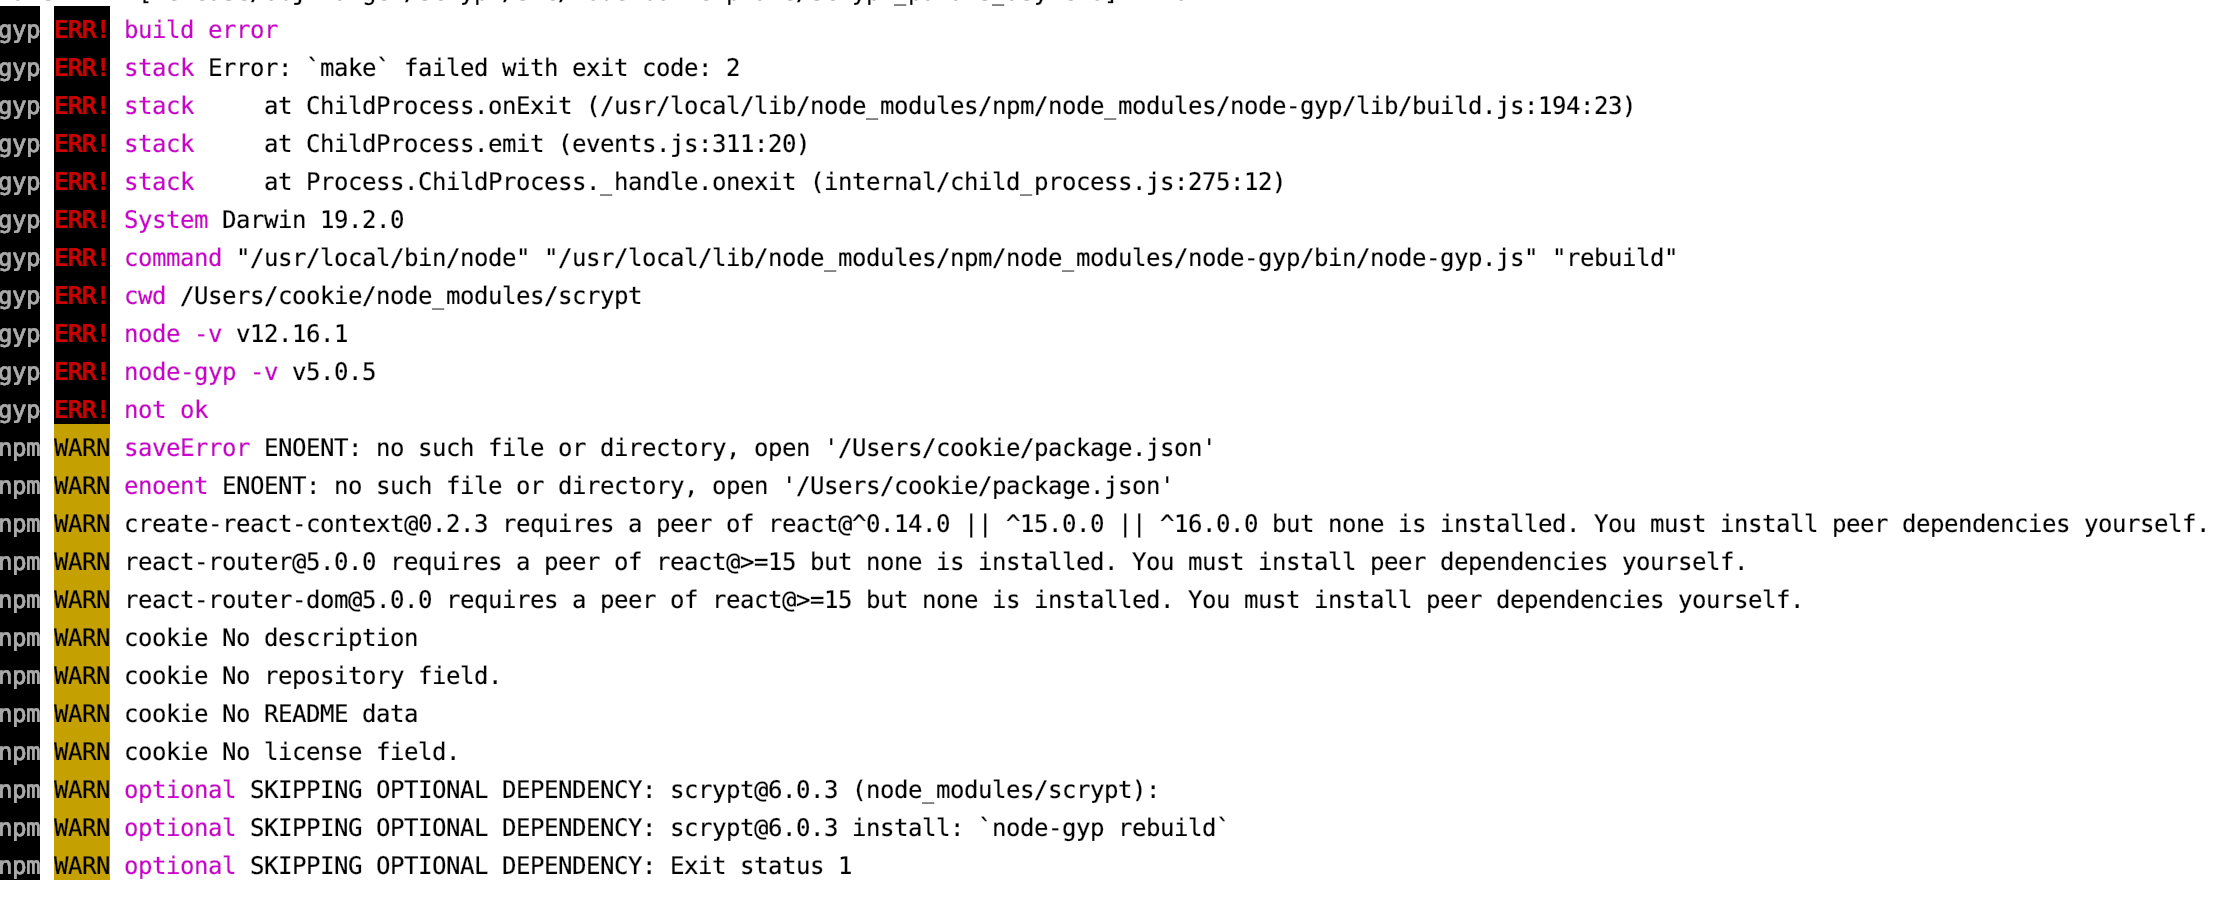 gyp ERR! build error
gyp ERR! stack Error: `make` failed with exit code: 2
gyp ERR! stack     at ChildProcess.onExit (/usr/local/lib/node_modules/npm/node_modules/node-gyp/lib/build.js:194:23)
gyp ERR! stack     at ChildProcess.emit (events.js:311:20)
gyp ERR! stack     at Process.ChildProcess._handle.onexit (internal/child_process.js:275:12)
gyp ERR! System Darwin 19.2.0
gyp ERR! command "/usr/local/bin/node" "/usr/local/lib/node_modules/npm/node_modules/node-gyp/bin/node-gyp.js" "rebuild"
gyp ERR! cwd /Users/cookie/node_modules/scrypt
gyp ERR! node -v v12.16.1
gyp ERR! node-gyp -v v5.0.5
gyp ERR! not ok
npm WARN saveError ENOENT: no such file or directory, open '/Users/cookie/package.json'
npm WARN enoent ENOENT: no such file or directory, open '/Users/cookie/package.json'
npm WARN create-react-context@0.2.3 requires a peer of react@^0.14.0 || ^15.0.0 || ^16.0.0 but none is installed. You must install peer dependencies yourself.
npm WARN react-router@5.0.0 requires a peer of react@>=15 but none is installed. You must install peer dependencies yourself.
npm WARN react-router-dom@5.0.0 requires a peer of react@>=15 but none is installed. You must install peer dependencies yourself.
npm WARN cookie No description
npm WARN cookie No repository field.
npm WARN cookie No README data
npm WARN cookie No license field.
npm WARN optional SKIPPING OPTIONAL DEPENDENCY: scrypt@6.0.3 (node_modules/scrypt):
npm WARN optional SKIPPING OPTIONAL DEPENDENCY: scrypt@6.0.3 install: `node-gyp rebuild`
npm WARN optional SKIPPING OPTIONAL DEPENDENCY: Exit status 1